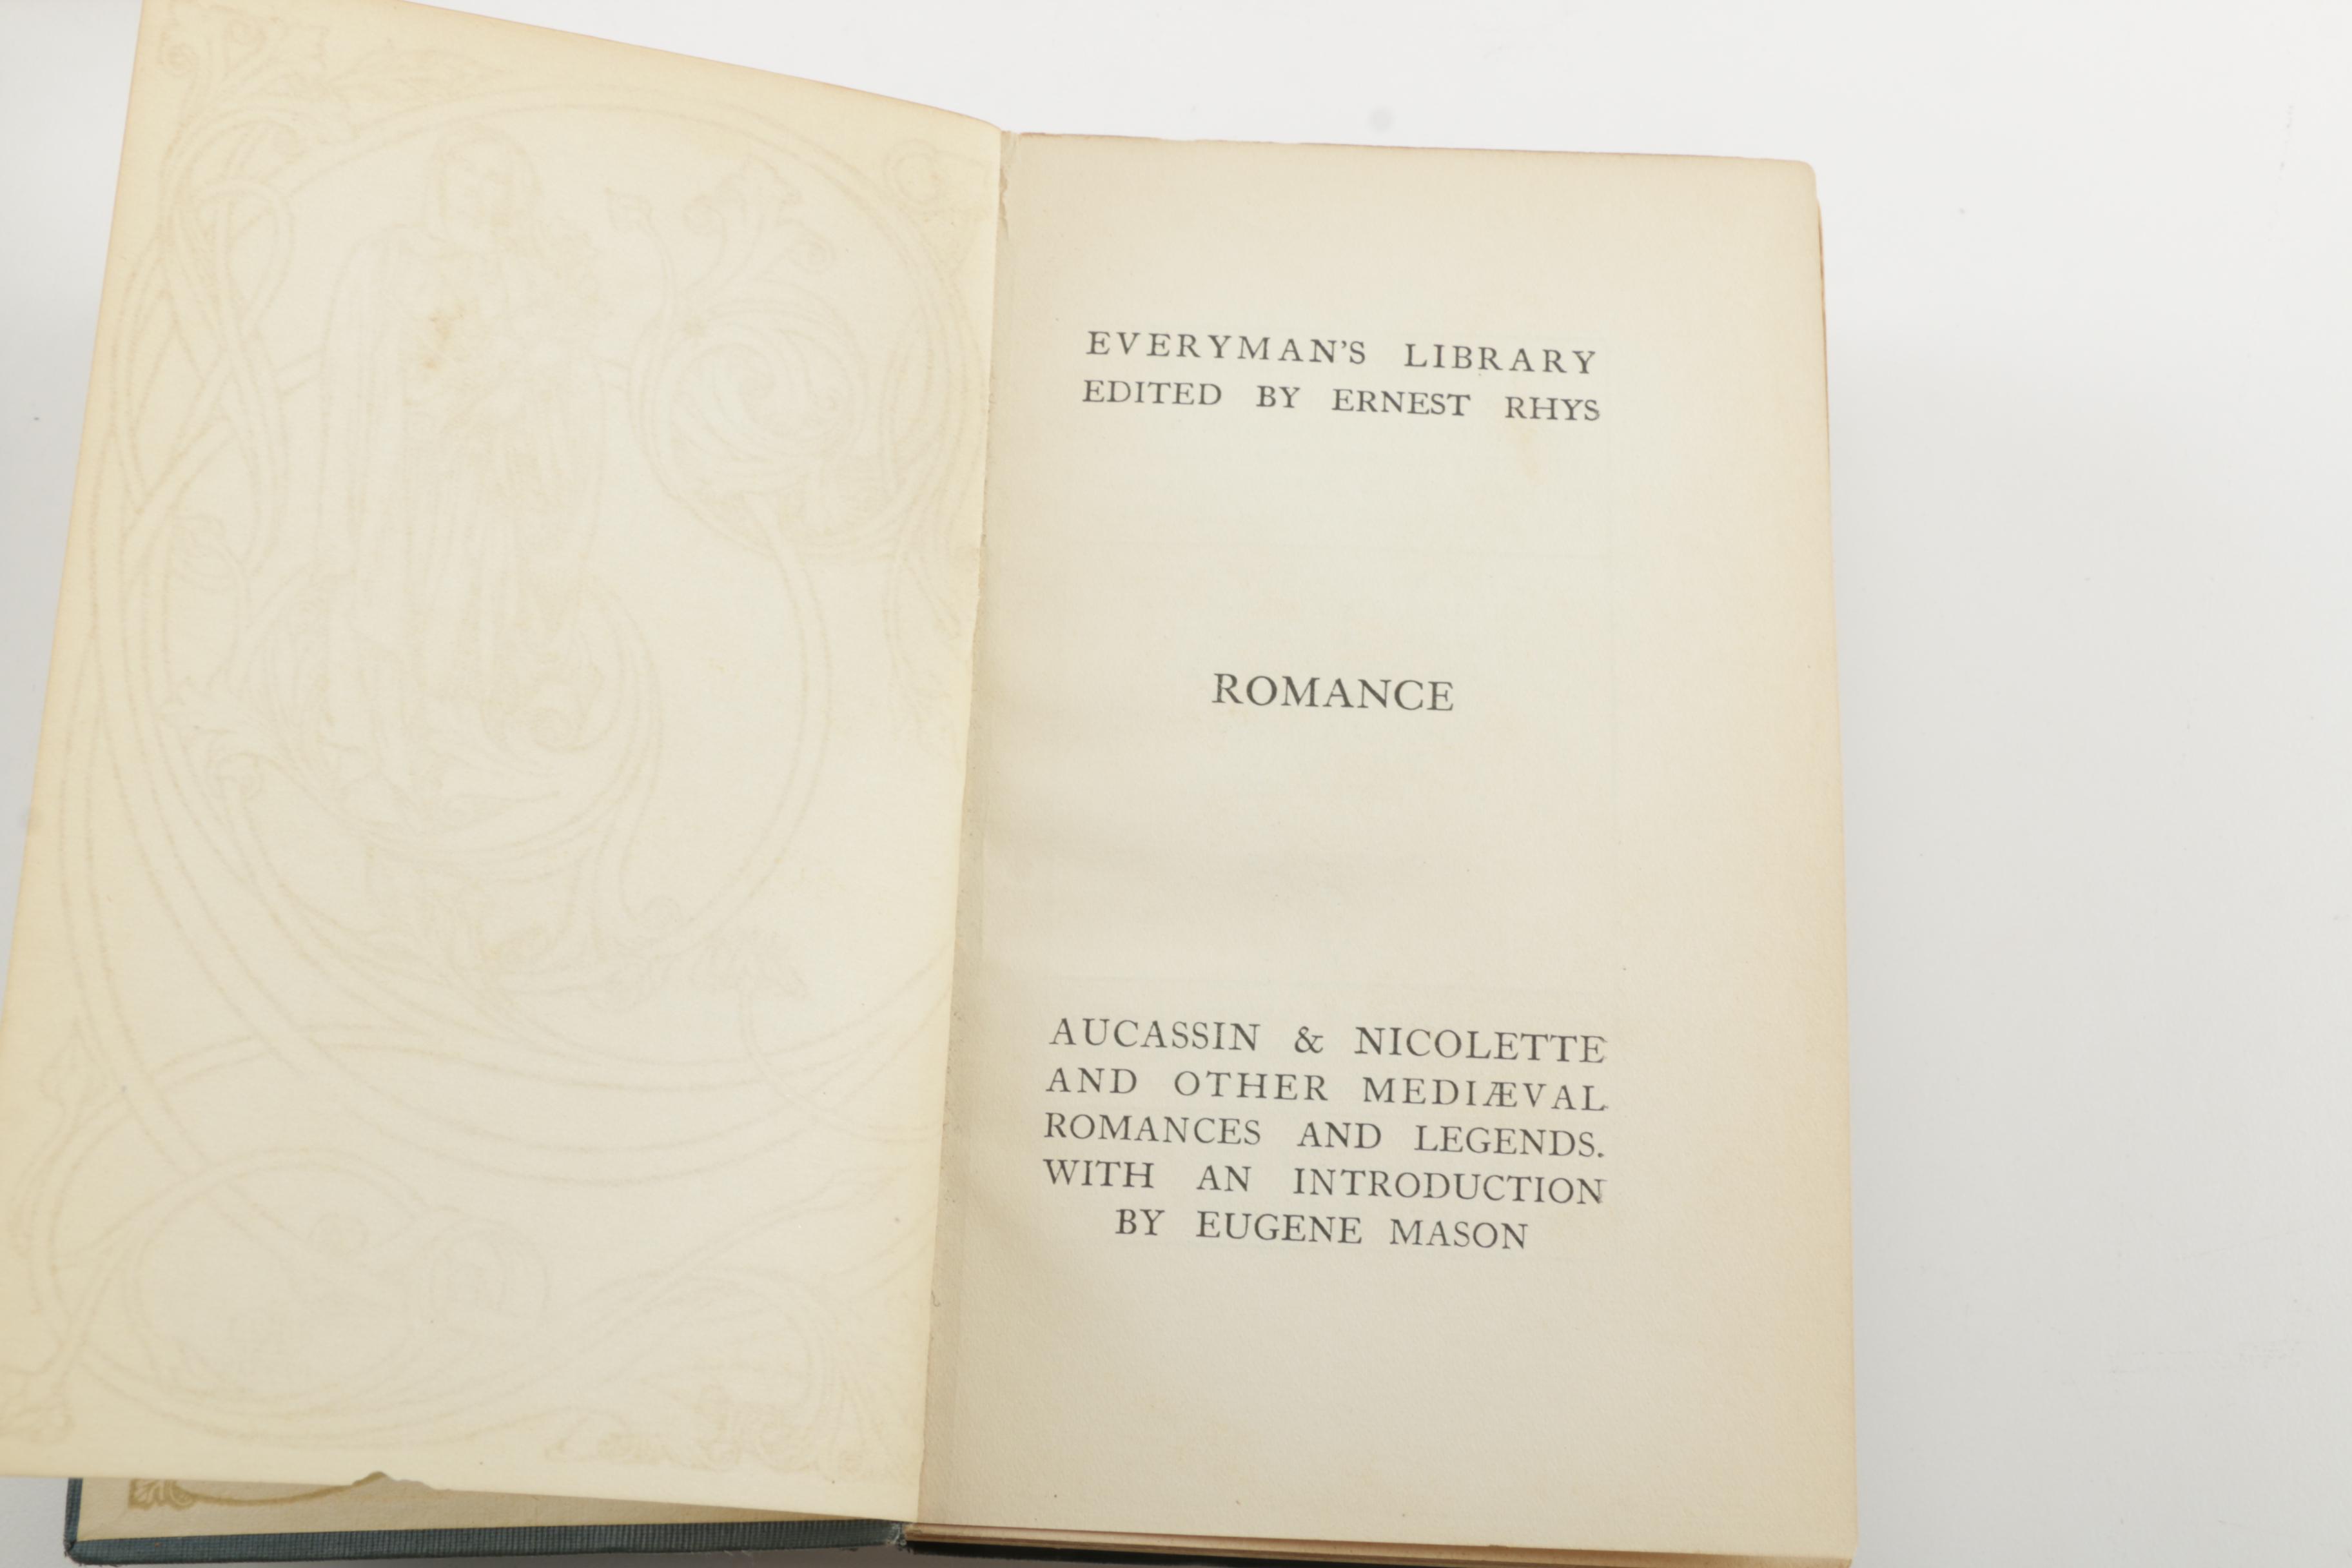 EVERYMAN'S LIBRARY
EDITED BY ERNEST RHYS
ROMANCE
AUCASSIN & NICOLETTE
AND OTHER MEDIÆVAL
ROMANCES AND LEGENDS.
WITH AN INTRODUCTION
BY EUGENE MASON